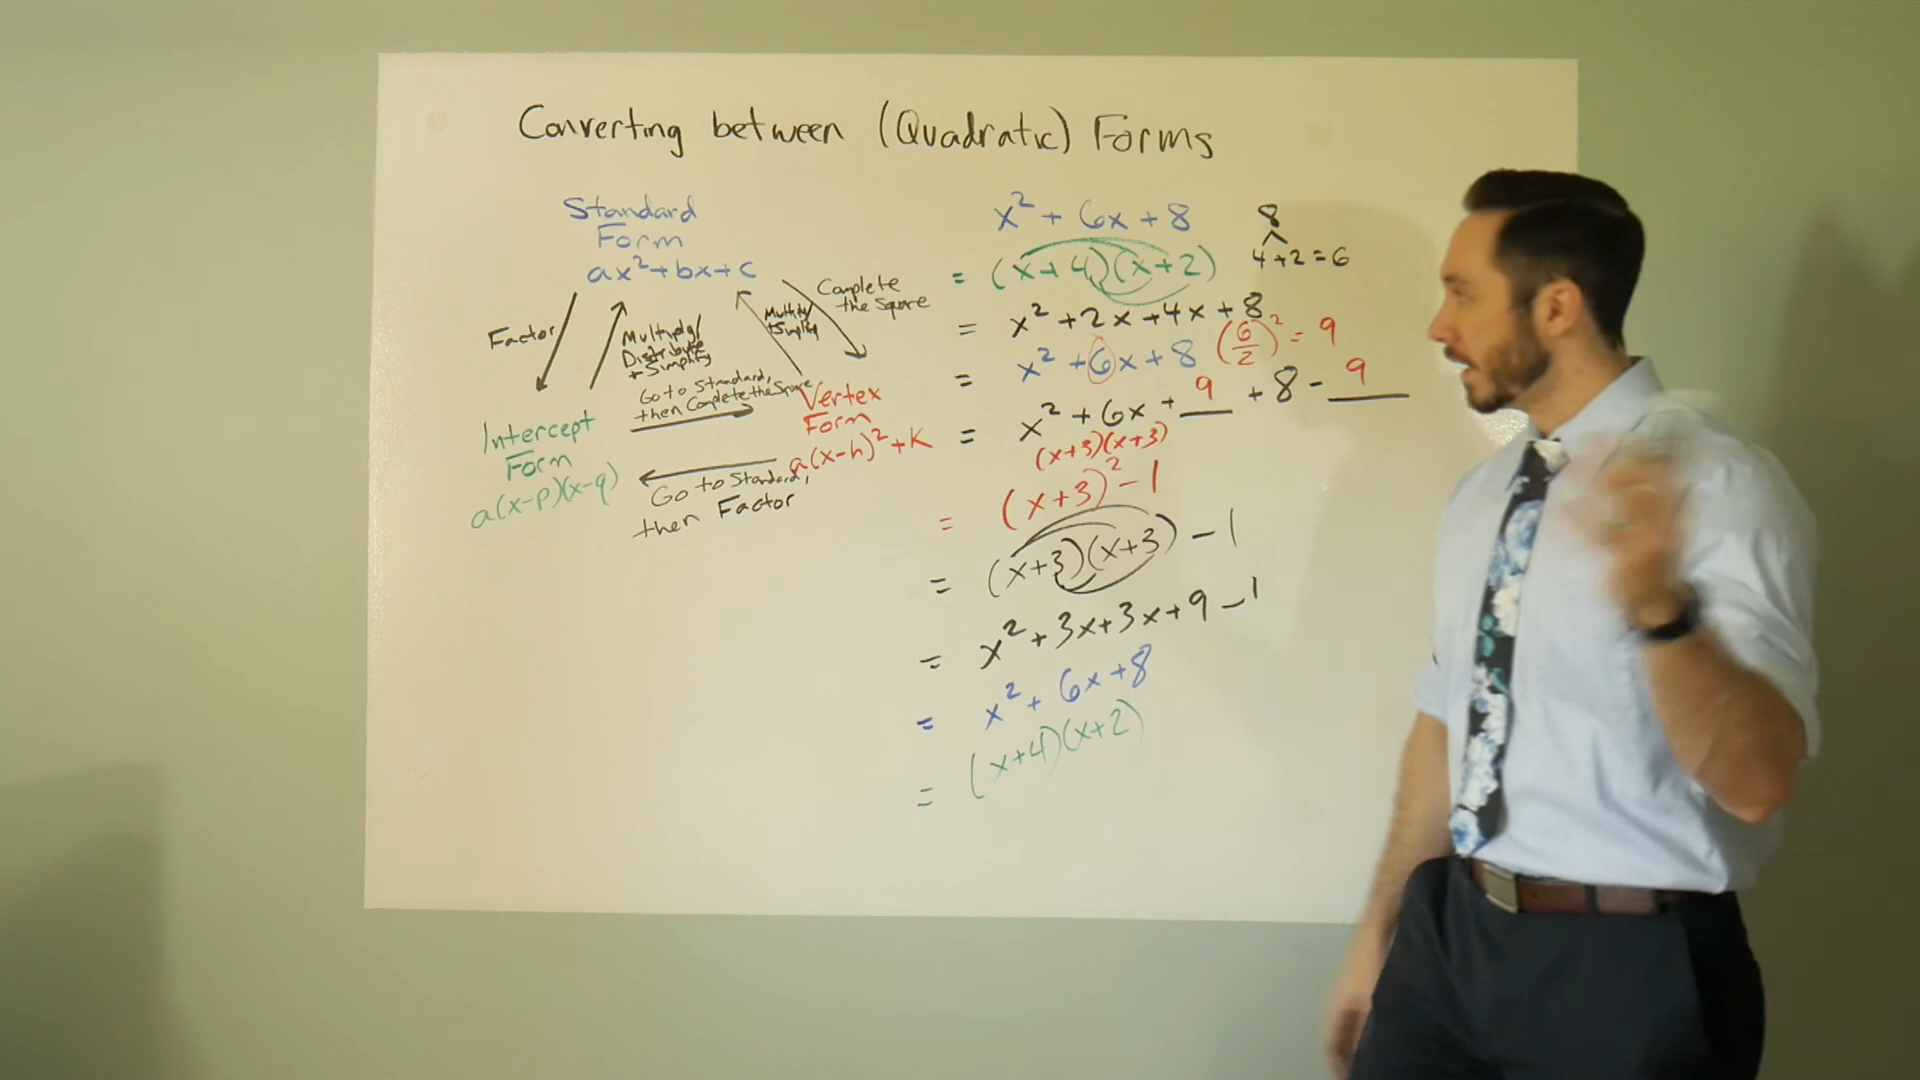 Converting between (Quadratic) Forms
Standard
Form
ax²+bx+c
Factor
Multiply/
Distribute
+ Simplify
Multiply/
+Simplify
Complete
the Square
Go to Standard,
then Complete the Square
Intercept
Form
a(x-p)(x-q)
Vertex
Form
a(x-h)²+K
Go to Standard,
then Factor
x² + 6x + 8
8
4+2=6
= (x+4)(x+2)
= x² +2x+4x+8
= x² +6x+8 (6/2)² = 9
= x² +6x + 9 + 8 - 9
(x+3)(x+3)
= (x+3)² -1
= (x+3)(x+3) -1
= x² +3x+3x+9-1
= x² + 6x+8
= (x+4)(x+2)